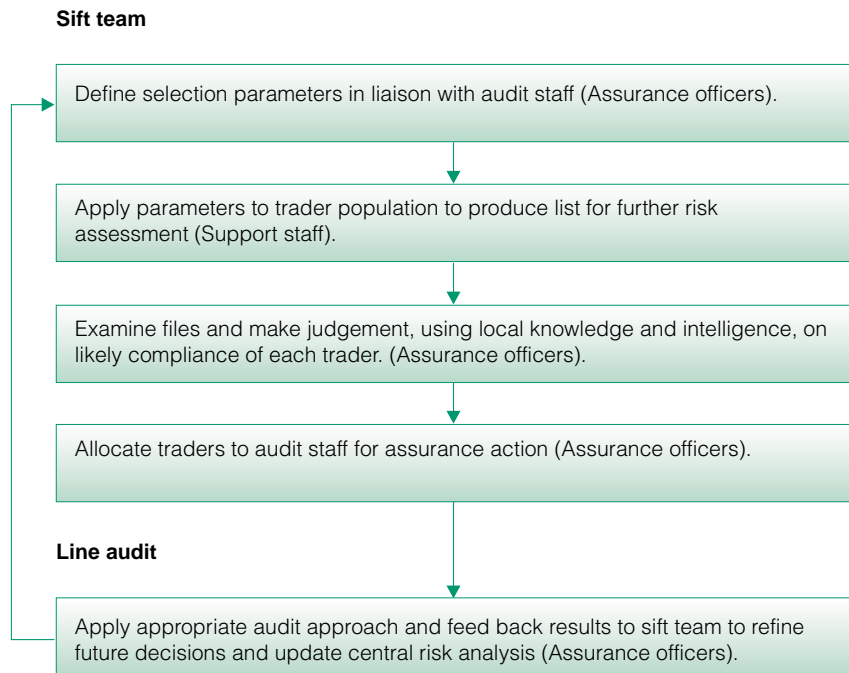 Sift team
Define selection parameters in liaison with audit staff (Assurance officers).
Apply parameters to trader population to produce list for further risk
assessment (Support staff).
Examine files and make judgement, using local knowledge and intelligence, on
likely compliance of each trader. (Assurance officers).
Allocate traders to audit staff for assurance action (Assurance officers).
Line audit
Apply appropriate audit approach and feed back results to sift team to refine
future decisions and update central risk analysis (Assurance officers).